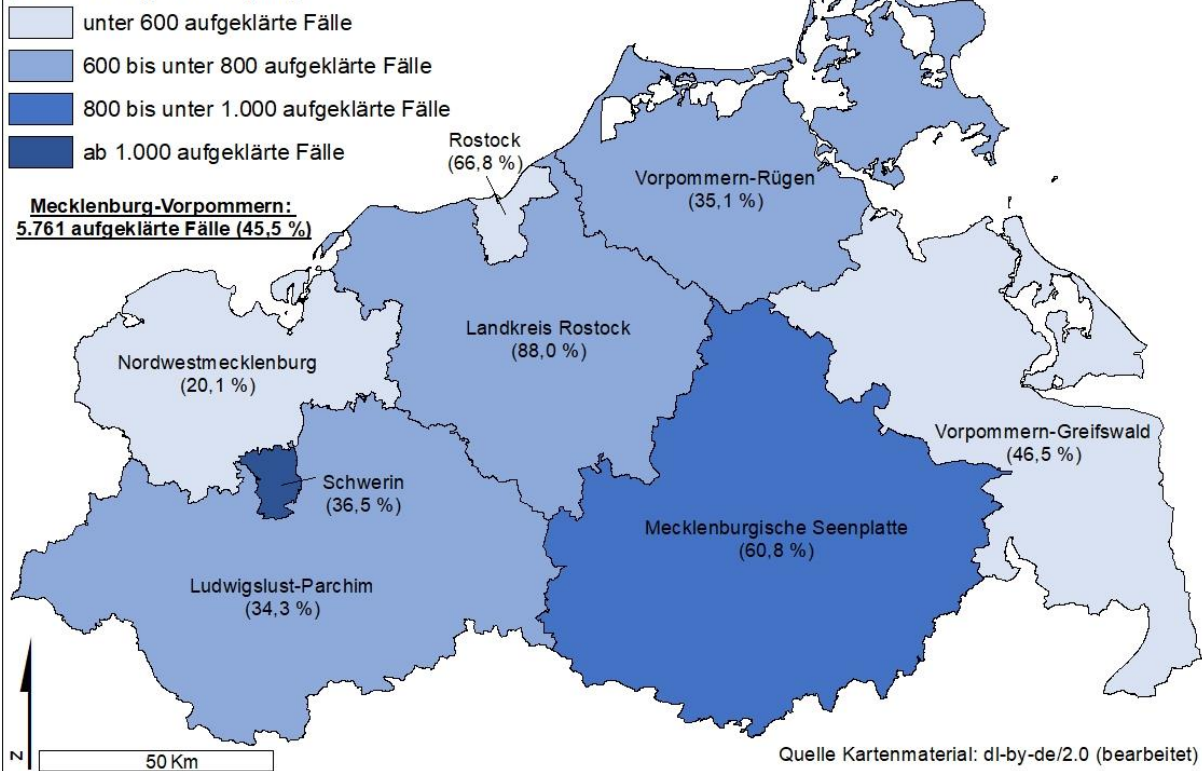 unter 600 aufgeklärte Fälle
600 bis unter 800 aufgeklärte Fälle
800 bis unter 1.000 aufgeklärte Fälle
ab 1.000 aufgeklärte Fälle
Mecklenburg-Vorpommern:
5.761 aufgeklärte Fälle (45,5 %)
Rostock
(66,8 %)
Vorpommern-Rügen
(35,1 %)
Landkreis Rostock
(88,0 %)
Nordwestmecklenburg
(20,1 %)
Vorpommern-Greifswald
(46,5 %)
Schwerin
(36,5 %)
Mecklenburgische Seenplatte
(60,8 %)
Ludwigslust-Parchim
(34,3 %)
N
50 Km
Quelle Kartenmaterial: dl-by-de/2.0 (bearbeitet)